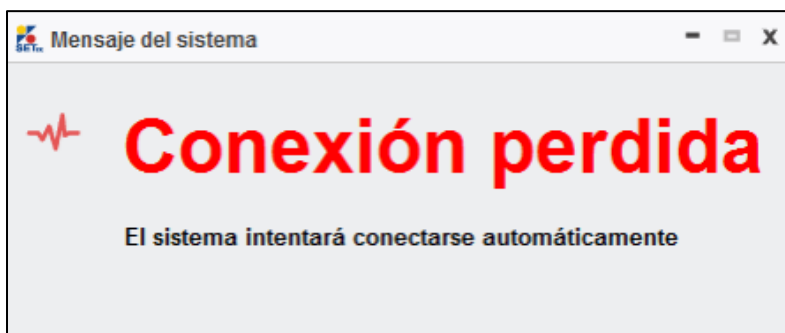 Mensaje del sistema
Conexión perdida
El sistema intentará conectarse automáticamente